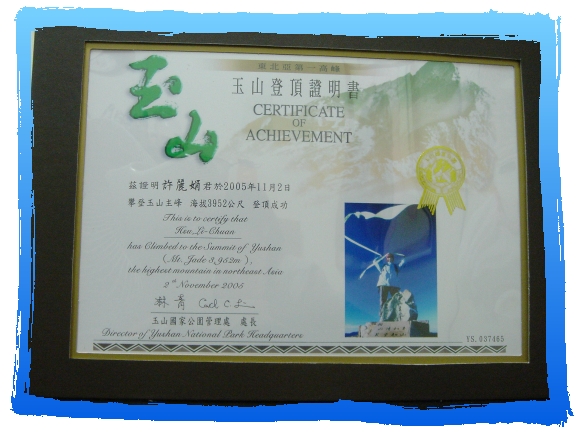 玉山
東北亞第一高峰
玉山登頂證明書
CERTIFICATE
OF
ACHIEVEMENT
茲證明許麗娟君於2005年11月2日
攀登玉山主峰 海拔3952公尺 登頂成功
This is to certify that
Hsu Li-Chuan
has Climbed to the Summit of Yushan
(Mt. Jade 3,952m),
the highest mountain in northeast Asia
2nd November 2005
林青
玉山國家公園管理處 處長
Director of Yushan National Park Headquarters
YS.037465